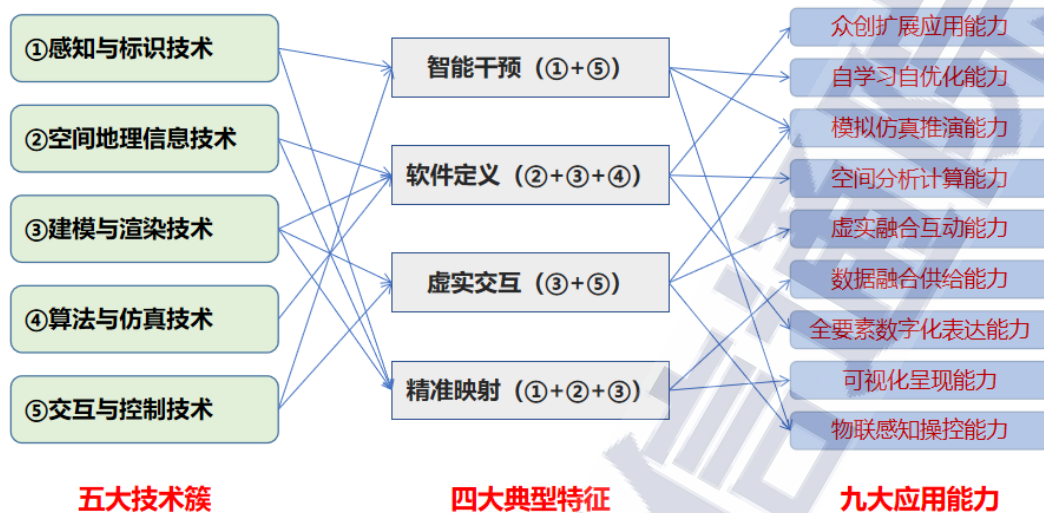 ①感知与标识技术
②空间地理信息技术
③建模与渲染技术
④算法与仿真技术
⑤交互与控制技术
五大技术簇
智能干预（①+⑤）
软件定义（②+③+④）
虚实交互（③+⑤）
精准映射（①+②+③）
四大典型特征
众创扩展应用能力
自学习自优化能力
模拟仿真推演能力
空间分析计算能力
虚实融合互动能力
数据融合供给能力
全要素数字化表达能力
可视化呈现能力
物联感知操控能力
九大应用能力